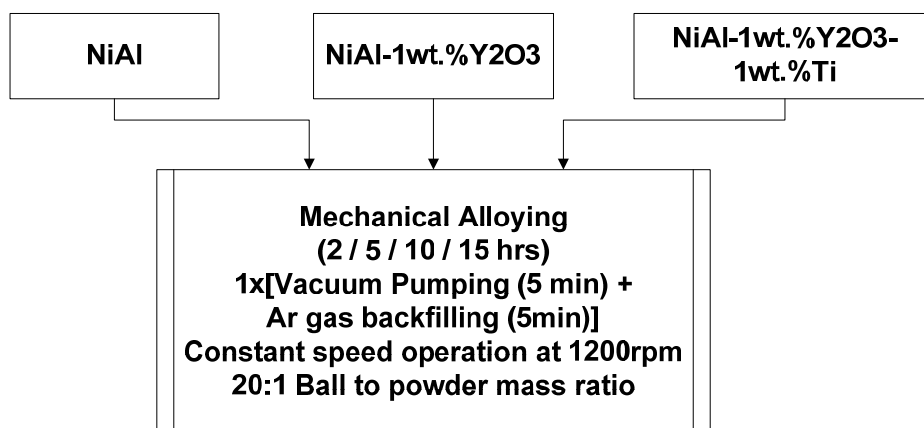 NiAl
NiAl-1wt.%Y2O3
NiAl-1wt.%Y2O3-
1wt.%Ti
Mechanical Alloying
(2 / 5 / 10 / 15 hrs)
1x[Vacuum Pumping (5 min) +
Ar gas backfilling (5min)]
Constant speed operation at 1200rpm
20:1 Ball to powder mass ratio